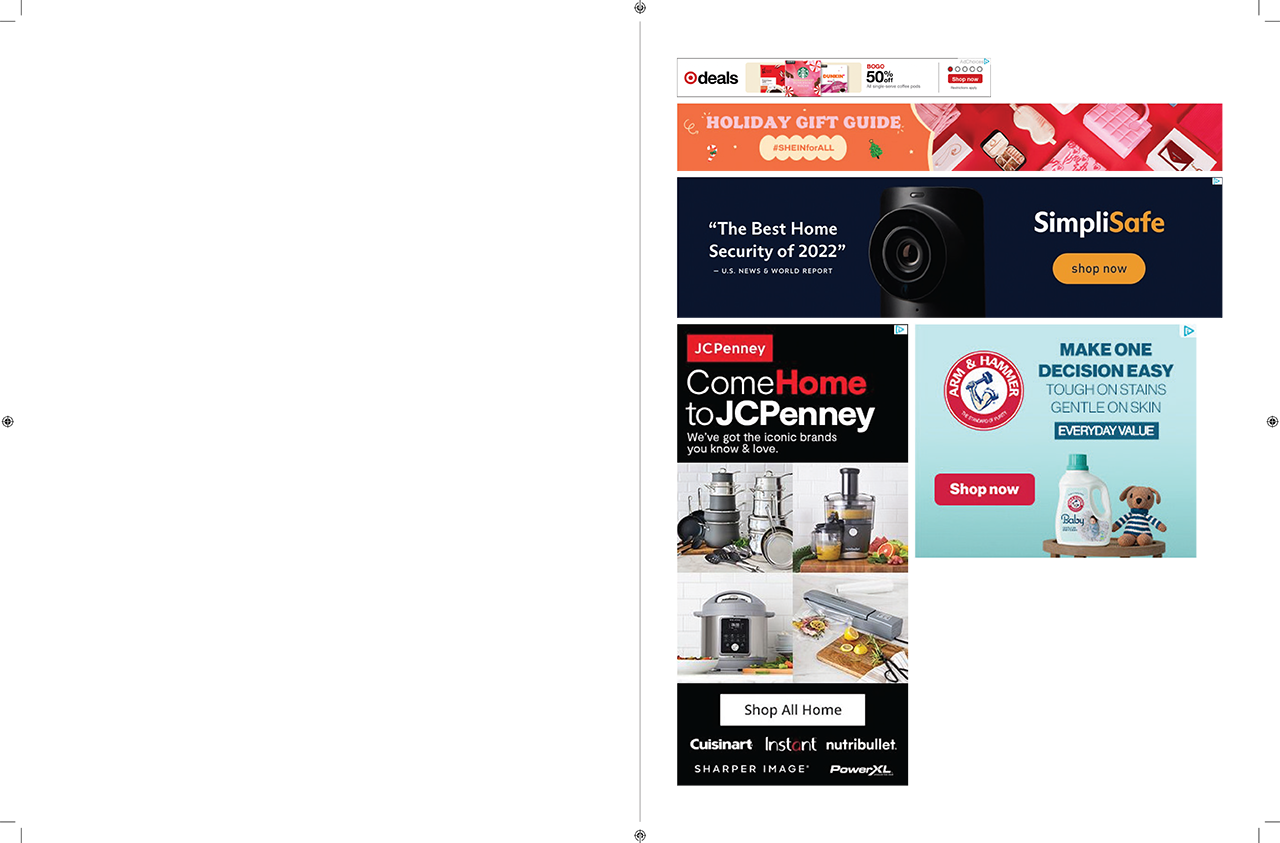 AdChoices
deals
STARBUCKS
DUNKIN'
BOGO
50% off
All single-serve coffee pods
Shop now
Restrictions apply.
HOLIDAY GIFT GUIDE
#SHEINforALL
“The Best Home
Security of 2022”
– U.S. NEWS & WORLD REPORT
SimpliSafe
shop now
JCPenney
Come Home
to JCPenney
We’ve got the iconic brands
you know & love.
Shop All Home
Cuisinart Instant nutribullet.
SHARPER IMAGE® PowerXL
ARM & HAMMER
THE STANDARD OF PURITY
MAKE ONE
DECISION EASY
TOUGH ON STAINS
GENTLE ON SKIN
EVERYDAY VALUE
Shop now
Baby